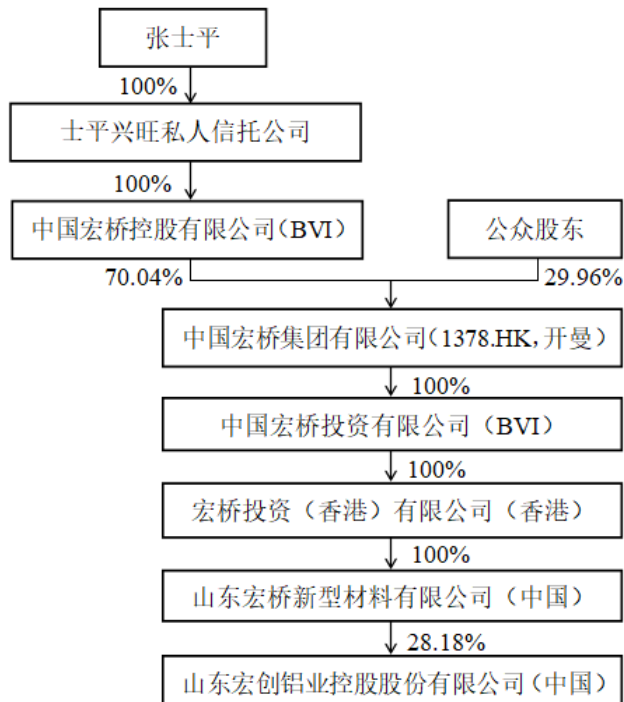 张士平
100%
士平兴旺私人信托公司
100%
中国宏桥控股有限公司（BVI）
公众股东
70.04%
29.96%
中国宏桥集团有限公司（1378.HK，开曼）
100%
中国宏桥投资有限公司（BVI）
100%
宏桥投资（香港）有限公司（香港）
100%
山东宏桥新型材料有限公司（中国）
28.18%
山东宏创铝业控股股份有限公司（中国）